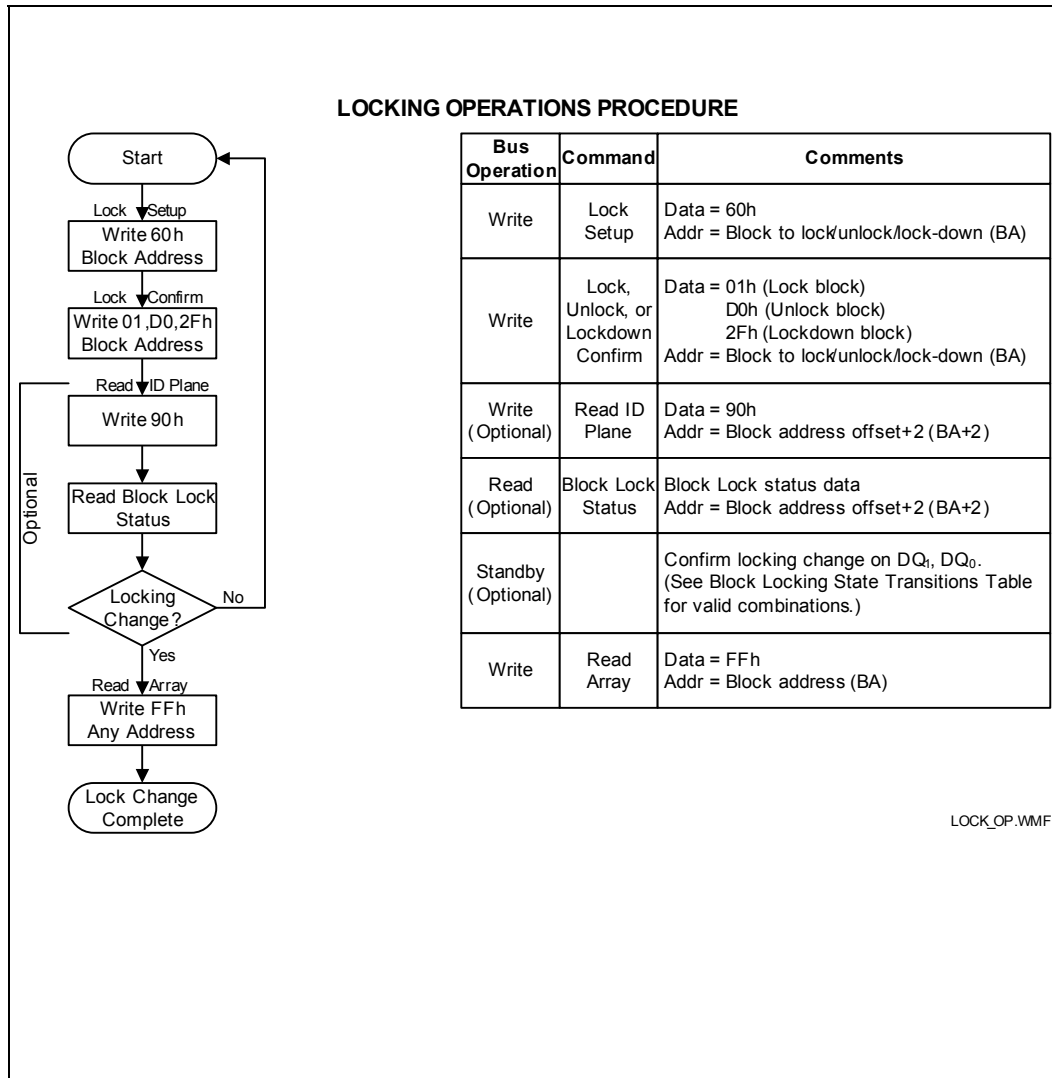 LOCKING OPERATIONS PROCEDURE
Start
Lock Setup
Write 60h
Block Address
Lock Confirm
Write 01,D0,2Fh
Block Address
Read ID Plane
Write 90h
Optional
Read Block Lock
Status
Locking
Change?
No
Yes
Read Array
Write FFh
Any Address
Lock Change
Complete
Bus
Operation
Command
Comments
Write
Lock
Setup
Data = 60h
Addr = Block to lock/unlock/lock-down (BA)
Write
Lock,
Unlock, or
Lockdown
Confirm
Data = 01h (Lock block)
D0h (Unlock block)
2Fh (Lockdown block)
Addr = Block to lock/unlock/lock-down (BA)
Write
(Optional)
Read ID
Plane
Data = 90h
Addr = Block address offset+2 (BA+2)
Read
(Optional)
Block Lock
Status
Block Lock status data
Addr = Block address offset+2 (BA+2)
Standby
(Optional)
Confirm locking change on DQ₁, DQ₀.
(See Block Locking State Transitions Table
for valid combinations.)
Write
Read
Array
Data = FFh
Addr = Block address (BA)
LOCK_OP.WMF